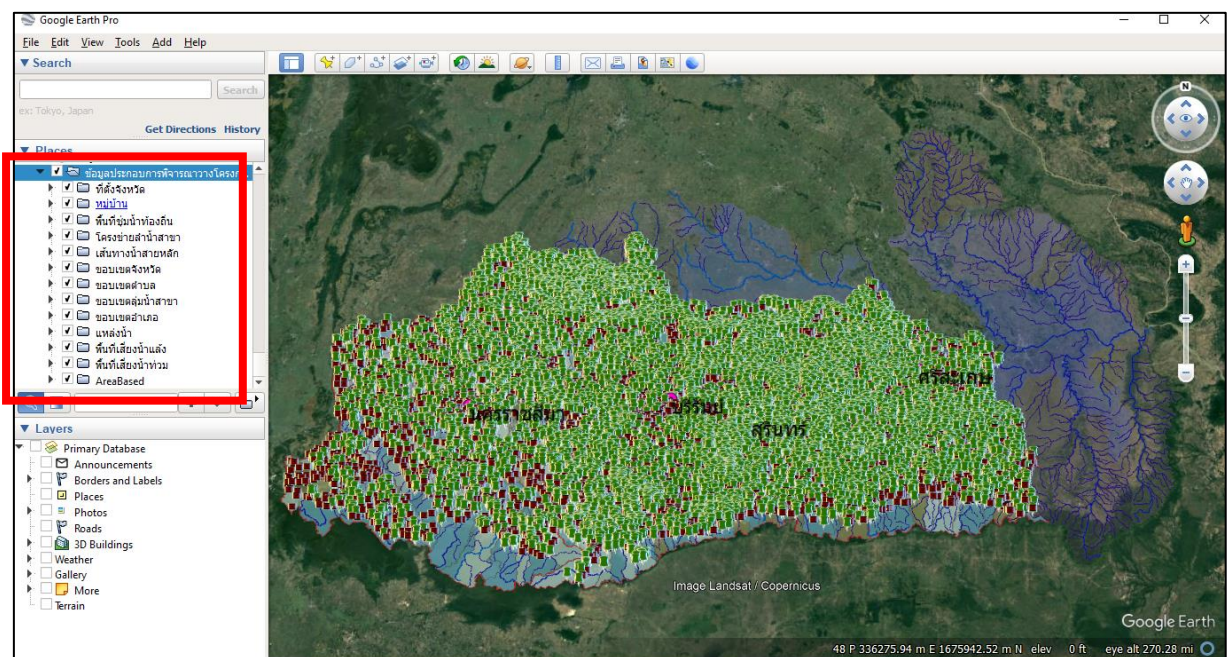 Google Earth Pro
File Edit View Tools Add Help
Search
Search
ex: Tokyo, Japan
Get Directions History
Places
ข้อมูลประกอบการพิจารณาวางโครงก...
ที่ตั้งจังหวัด
หมู่บ้าน
พื้นที่ชุ่มน้ำท้องถิ่น
โครงข่ายลำน้ำสาขา
เส้นทางน้ำสายหลัก
ขอบเขตจังหวัด
ขอบเขตตำบล
ขอบเขตลุ่มน้ำสาขา
ขอบเขตอำเภอ
แหล่งน้ำ
พื้นที่เสี่ยงน้ำแล้ง
พื้นที่เสี่ยงน้ำท่วม
AreaBased
Layers
Primary Database
Announcements
Borders and Labels
Places
Photos
Roads
3D Buildings
Weather
Gallery
More
Terrain
N
ศรีสะเกษ
นครราชสีมา
บุรีรัมย์
สุรินทร์
Image Landsat / Copernicus
Google Earth
48 P 336275.94 m E 1675942.52 m N elev 0 ft eye alt 270.28 mi